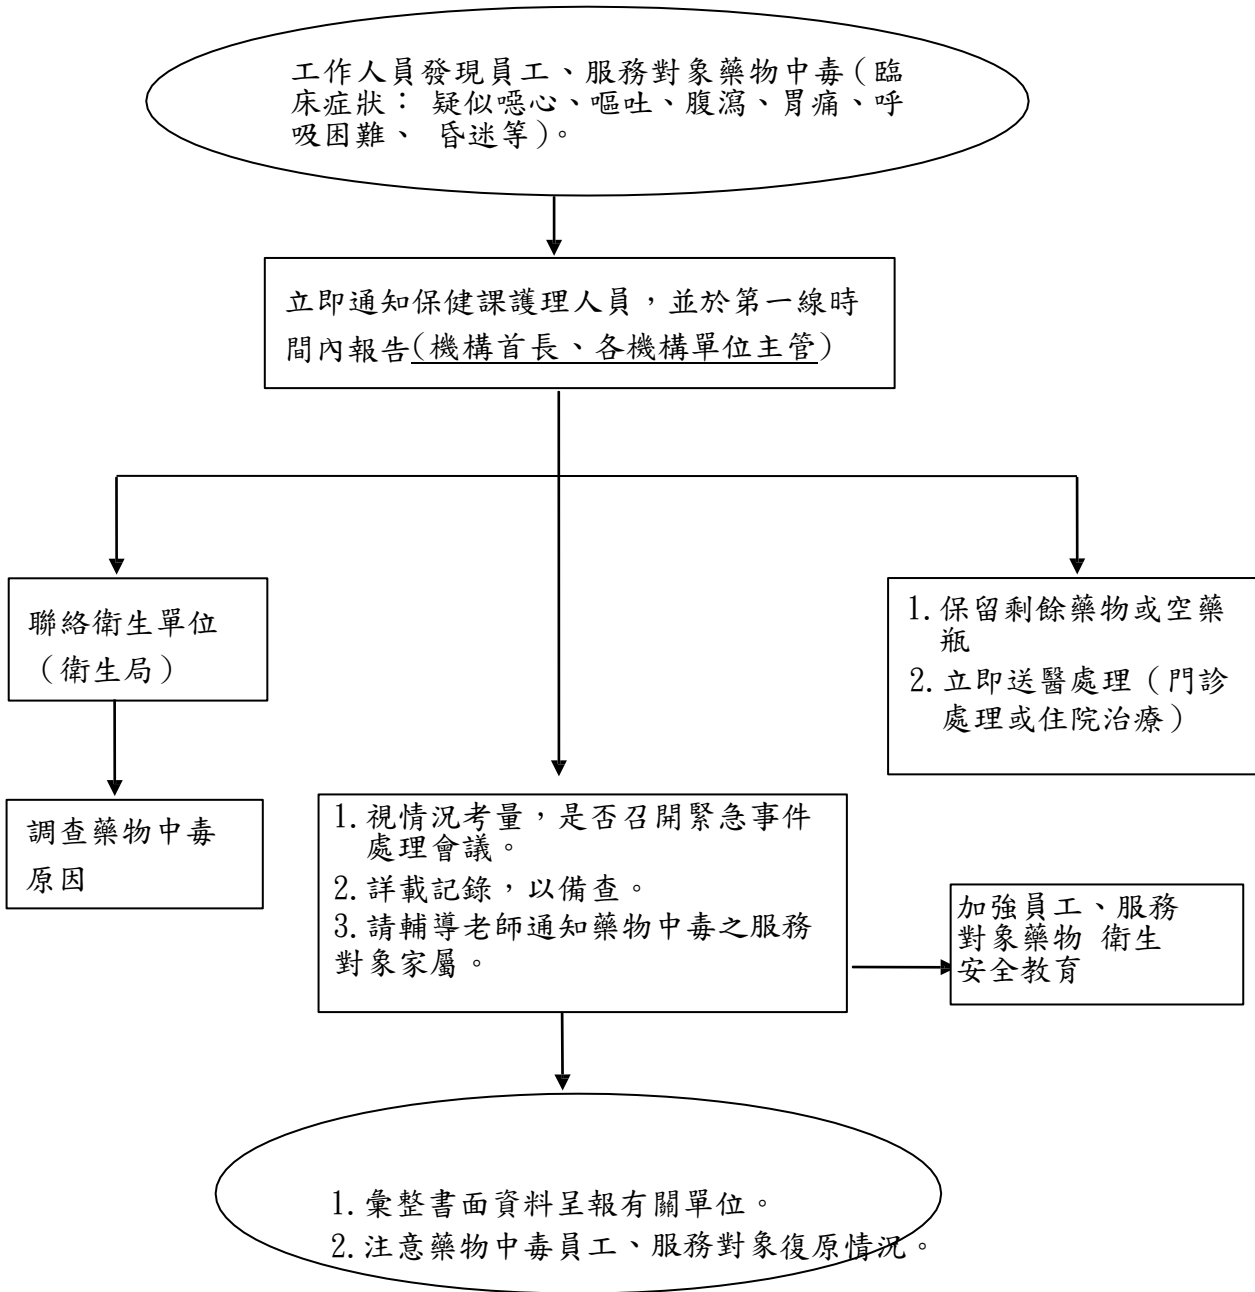 工作人員發現員工、服務對象藥物中毒(臨
床症狀: 疑似噁心、嘔吐、腹瀉、胃痛、呼
吸困難、 昏迷等)。
立即通知保健課護理人員,並於第一線時
間內報告(機構首長、各機構單位主管)
聯絡衛生單位
(衛生局)
1.保留剩餘藥物或空藥
瓶
2.立即送醫處理(門診
處理或住院治療)
調查藥物中毒
原因
1.視情況考量,是否召開緊急事件
處理會議。
2.詳載記錄,以備查。
3.請輔導老師通知藥物中毒之服務
對象家屬。
加強員工、服務
對象藥物 衛生
安全教育
1.彙整書面資料呈報有關單位。
2.注意藥物中毒員工、服務對象復原情況。